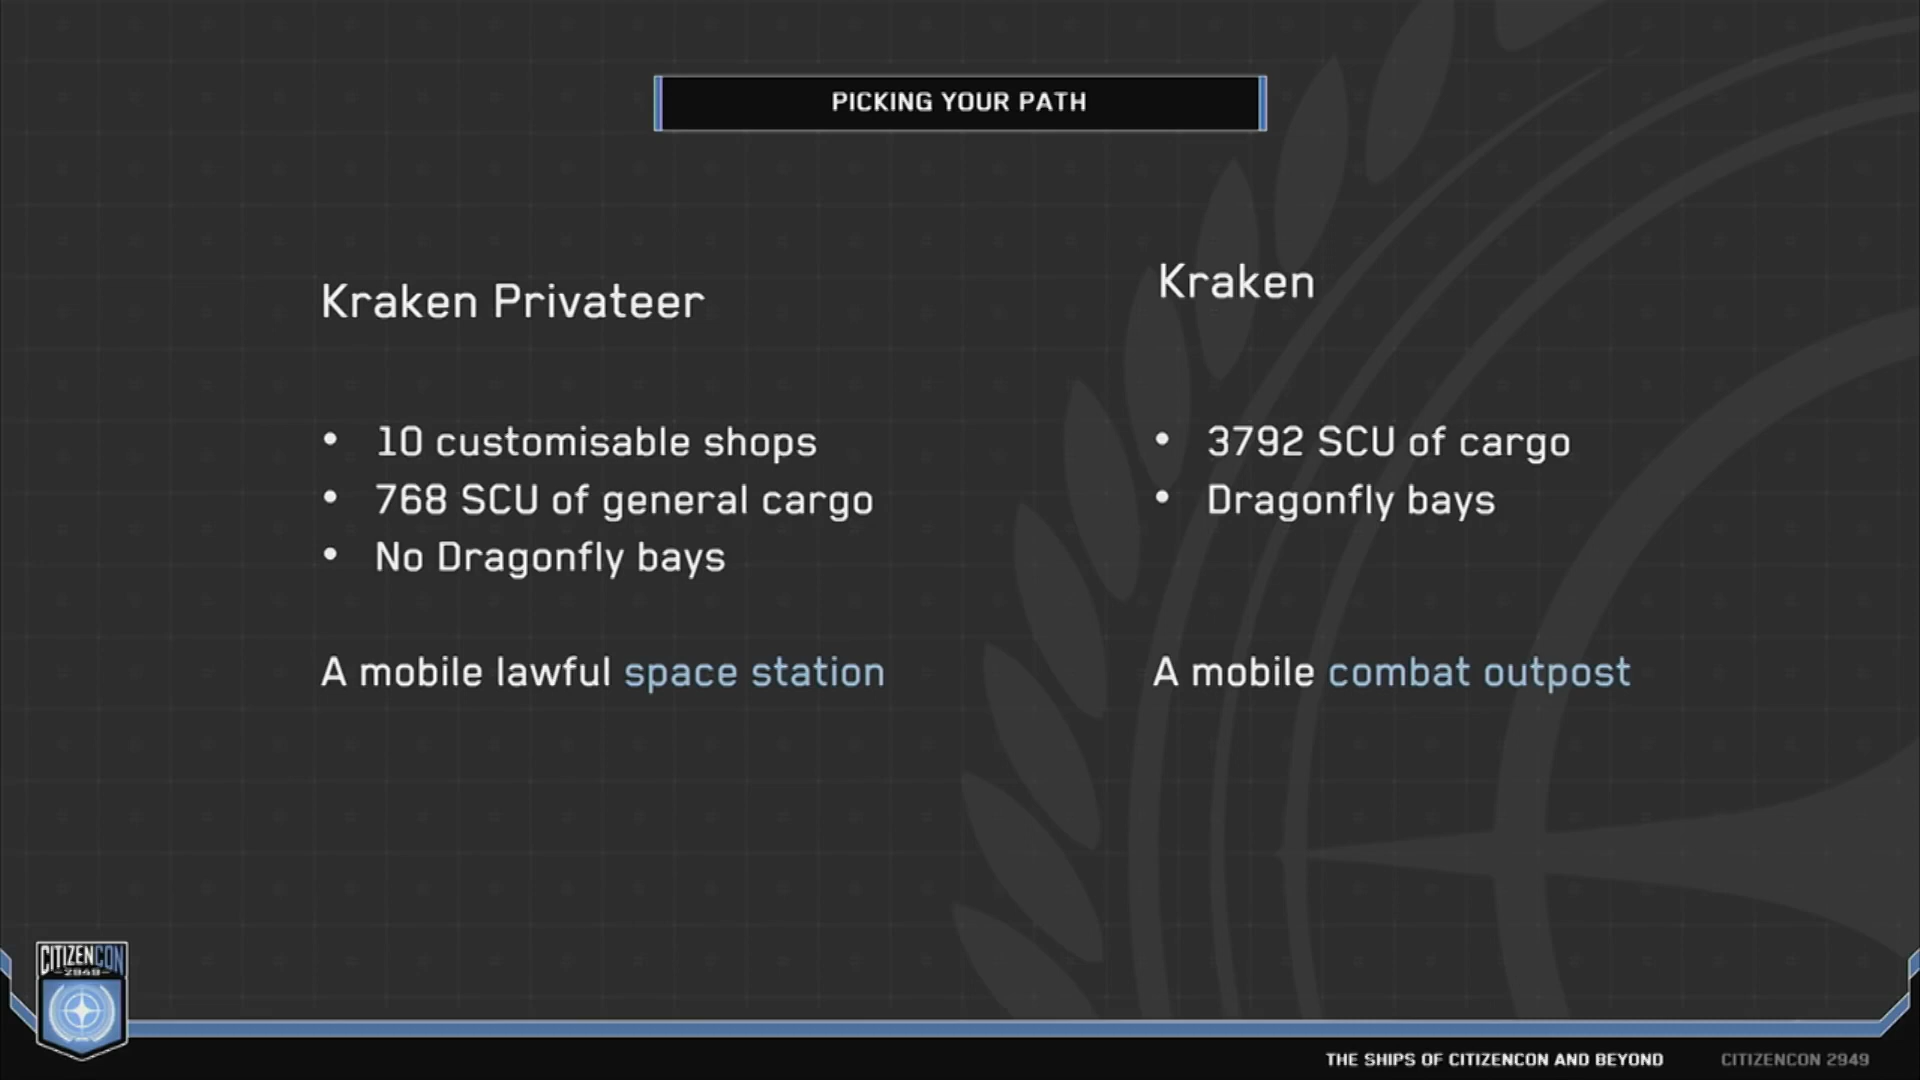 PICKING YOUR PATH
Kraken Privateer
• 10 customisable shops
• 768 SCU of general cargo
• No Dragonfly bays
A mobile lawful space station
Kraken
• 3792 SCU of cargo
• Dragonfly bays
A mobile combat outpost
CITIZENCON
2949
THE SHIPS OF CITIZENCON AND BEYOND
CITIZENCON 2949